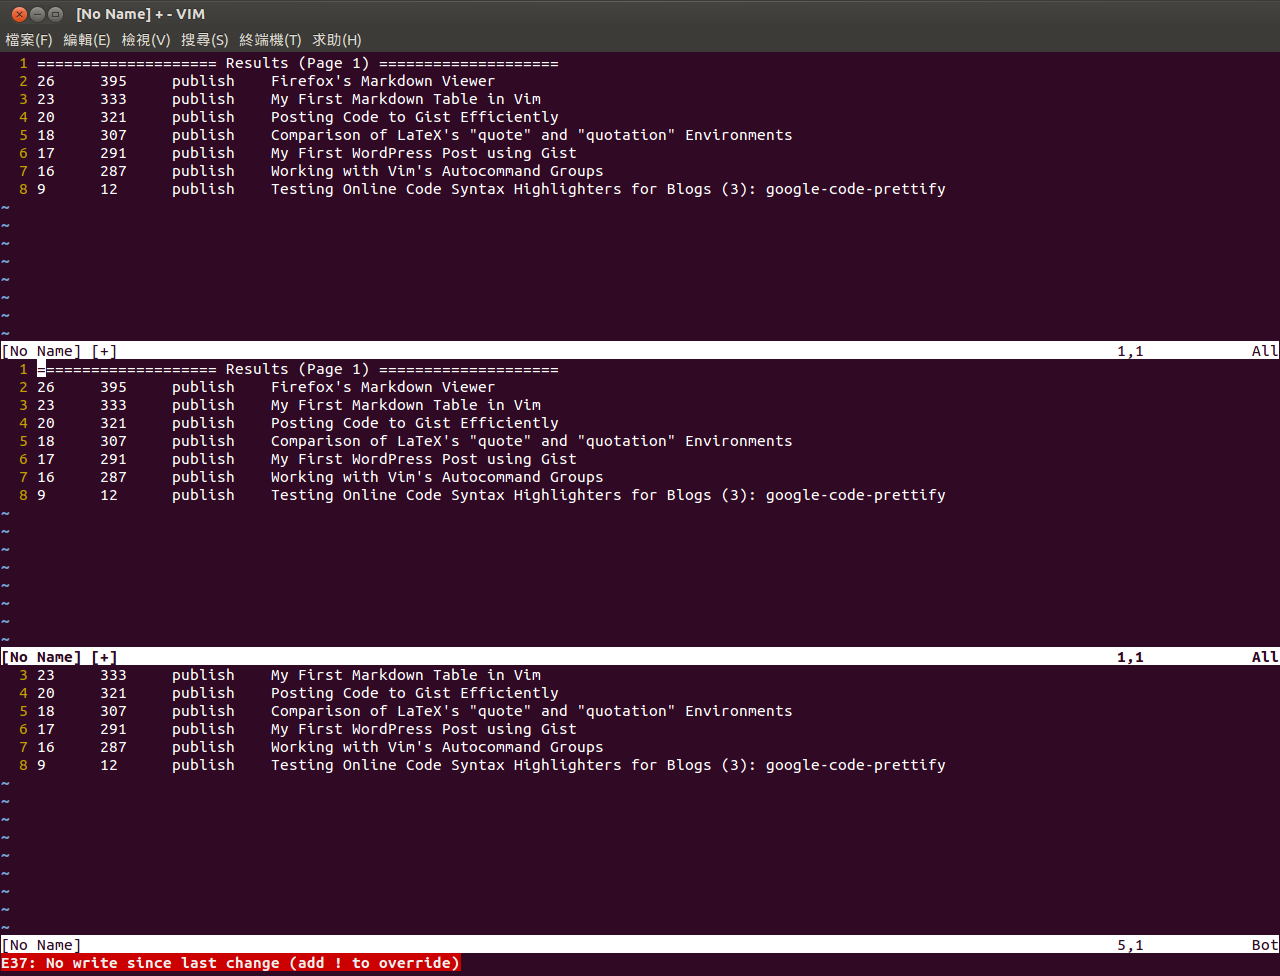 [No Name] + - VIM
檔案(F) 編輯(E) 檢視(V) 搜尋(S) 終端機(T) 求助(H)
1 ==================== Results (Page 1) ====================
2 26 395 publish Firefox's Markdown Viewer
3 23 333 publish My First Markdown Table in Vim
4 20 321 publish Posting Code to Gist Efficiently
5 18 307 publish Comparison of LaTeX's "quote" and "quotation" Environments
6 17 291 publish My First WordPress Post using Gist
7 16 287 publish Working with Vim's Autocommand Groups
8 9 12 publish Testing Online Code Syntax Highlighters for Blogs (3): google-code-prettify
~
~
~
~
~
~
~
~
[No Name] [+] 1,1 All
1 ==================== Results (Page 1) ====================
2 26 395 publish Firefox's Markdown Viewer
3 23 333 publish My First Markdown Table in Vim
4 20 321 publish Posting Code to Gist Efficiently
5 18 307 publish Comparison of LaTeX's "quote" and "quotation" Environments
6 17 291 publish My First WordPress Post using Gist
7 16 287 publish Working with Vim's Autocommand Groups
8 9 12 publish Testing Online Code Syntax Highlighters for Blogs (3): google-code-prettify
~
~
~
~
~
~
~
~
[No Name] [+] 1,1 All
3 23 333 publish My First Markdown Table in Vim
4 20 321 publish Posting Code to Gist Efficiently
5 18 307 publish Comparison of LaTeX's "quote" and "quotation" Environments
6 17 291 publish My First WordPress Post using Gist
7 16 287 publish Working with Vim's Autocommand Groups
8 9 12 publish Testing Online Code Syntax Highlighters for Blogs (3): google-code-prettify
~
~
~
~
~
~
~
~
~
[No Name] 5,1 Bot
E37: No write since last change (add ! to override)